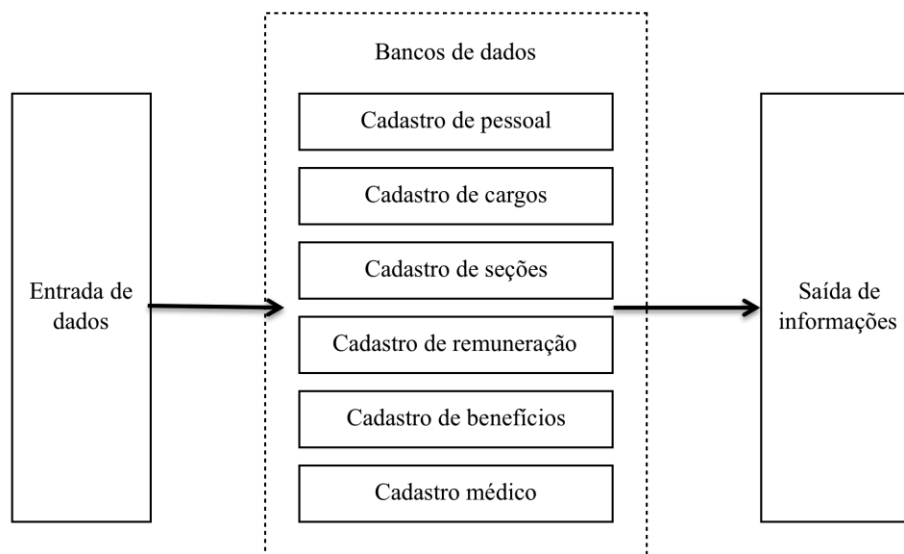 Bancos de dados
Cadastro de pessoal
Cadastro de cargos
Cadastro de seções
Entrada de
dados
Saída de
informações
Cadastro de remuneração
Cadastro de benefícios
Cadastro médico